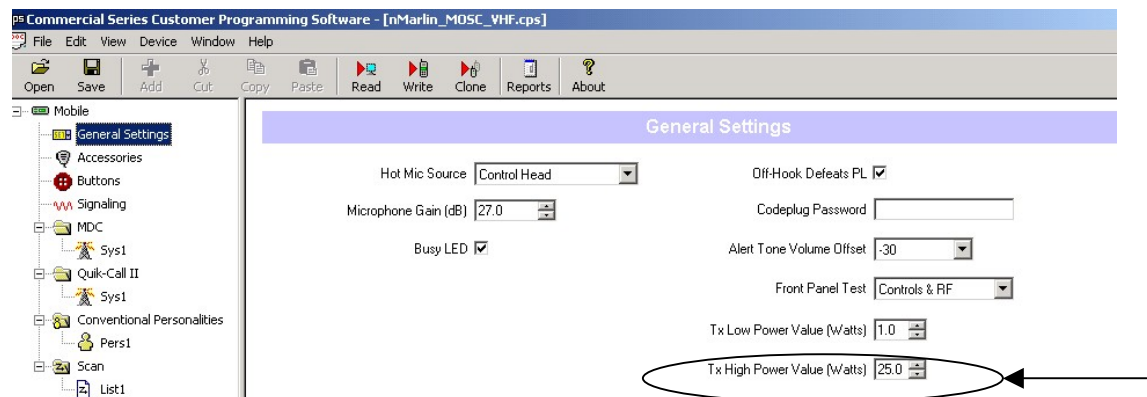 ps Commercial Series Customer Programming Software - [nMarlin_MOSC_VHF.cps]
File Edit View Device Window Help
Open Save Add Cut Copy Paste Read Write Clone Reports About
Mobile
General Settings
Accessories
Buttons
Signaling
MDC
Sys1
Quik-Call II
Sys1
Conventional Personalities
Pers1
Scan
List1
General Settings
Hot Mic Source Control Head
Microphone Gain (dB) 27.0
Busy LED
Off-Hook Defeats PL
Codeplug Password
Alert Tone Volume Offset -30
Front Panel Test Controls & RF
Tx Low Power Value (Watts) 1.0
Tx High Power Value (Watts) 25.0